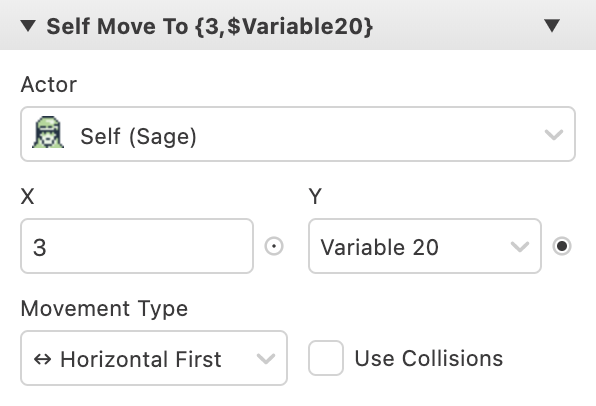 Self Move To {3,$Variable20}
Actor
Self (Sage)
X Y
3 Variable 20
Movement Type
Horizontal First Use Collisions